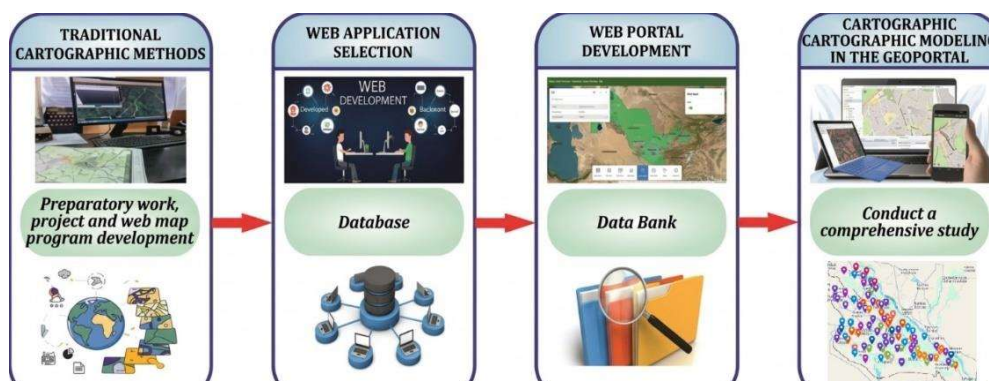 TRADITIONAL
CARTOGRAPHIC METHODS
Preparatory work,
project and web map
program development
WEB APPLICATION
SELECTION
WEB
DEVELOPMENT
Developed
Database
WEB PORTAL
DEVELOPMENT
Data Bank
CARTOGRAPHIC
CARTOGRAPHIC MODELING
IN THE GEOPORTAL
Conduct a
comprehensive study